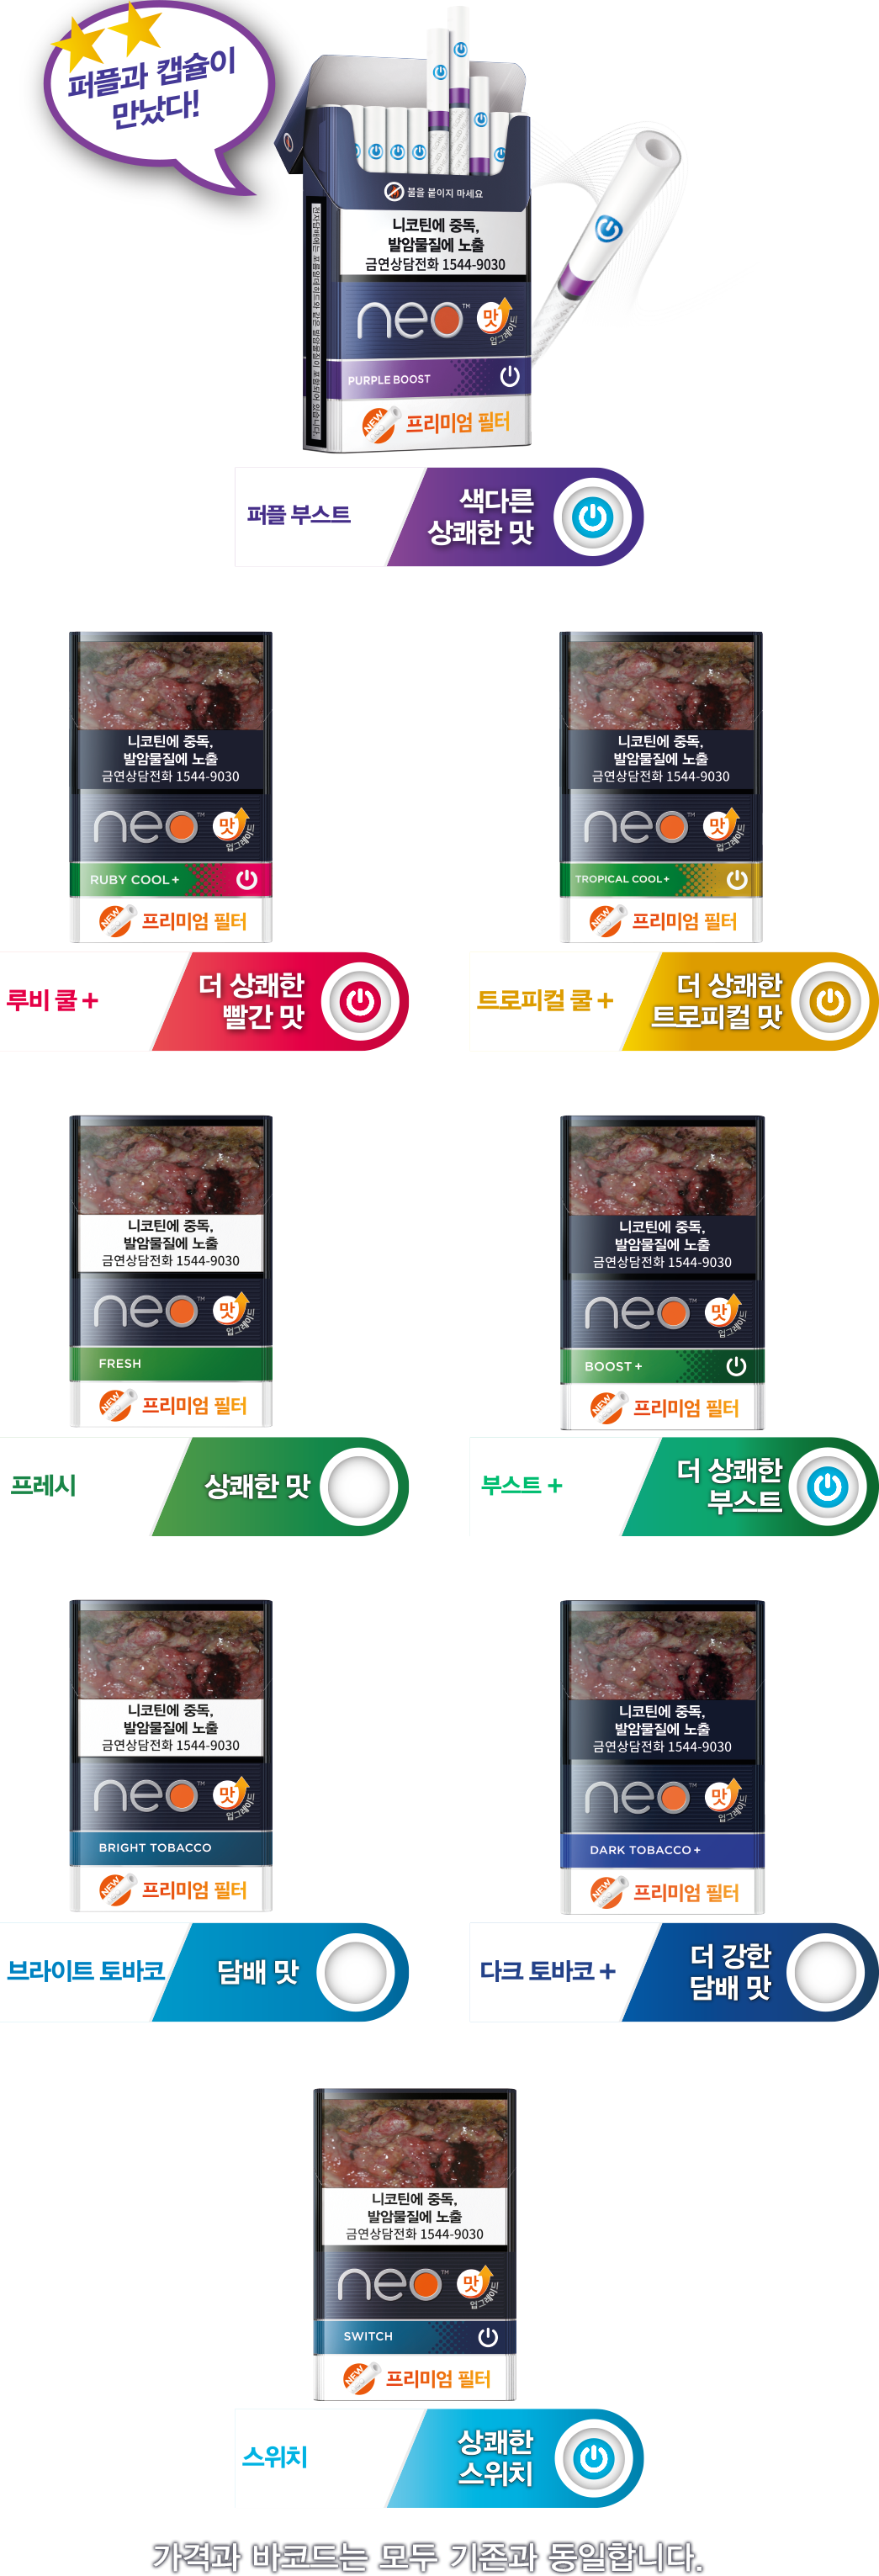 퍼플과 캡슐이
만났다!
불을 붙이지 마세요
니코틴에 중독,
발암물질에 노출
금연상담전화 1544-9030
neo™
맛
업그레이드
PURPLE BOOST
NEW 프리미엄 필터
퍼플 부스트
색다른
상쾌한 맛
니코틴에 중독,
발암물질에 노출
금연상담전화 1544-9030
neo™
맛
업그레이드
RUBY COOL+
NEW 프리미엄 필터
루비 쿨 +
더 상쾌한
빨간 맛
니코틴에 중독,
발암물질에 노출
금연상담전화 1544-9030
neo™
맛
업그레이드
TROPICAL COOL+
NEW 프리미엄 필터
트로피컬 쿨 +
더 상쾌한
트로피컬 맛
니코틴에 중독,
발암물질에 노출
금연상담전화 1544-9030
neo™
맛
업그레이드
FRESH
NEW 프리미엄 필터
프레시
상쾌한 맛
니코틴에 중독,
발암물질에 노출
금연상담전화 1544-9030
neo™
맛
업그레이드
BOOST+
NEW 프리미엄 필터
부스트 +
더 상쾌한
부스트
니코틴에 중독,
발암물질에 노출
금연상담전화 1544-9030
neo™
맛
업그레이드
BRIGHT TOBACCO
NEW 프리미엄 필터
브라이트 토바코
담배 맛
니코틴에 중독,
발암물질에 노출
금연상담전화 1544-9030
neo™
맛
업그레이드
DARK TOBACCO+
NEW 프리미엄 필터
다크 토바코 +
더 강한
담배 맛
니코틴에 중독,
발암물질에 노출
금연상담전화 1544-9030
neo™
맛
업그레이드
SWITCH
NEW 프리미엄 필터
스위치
상쾌한
스위치
가격과 바코드는 모두 기존과 동일합니다.